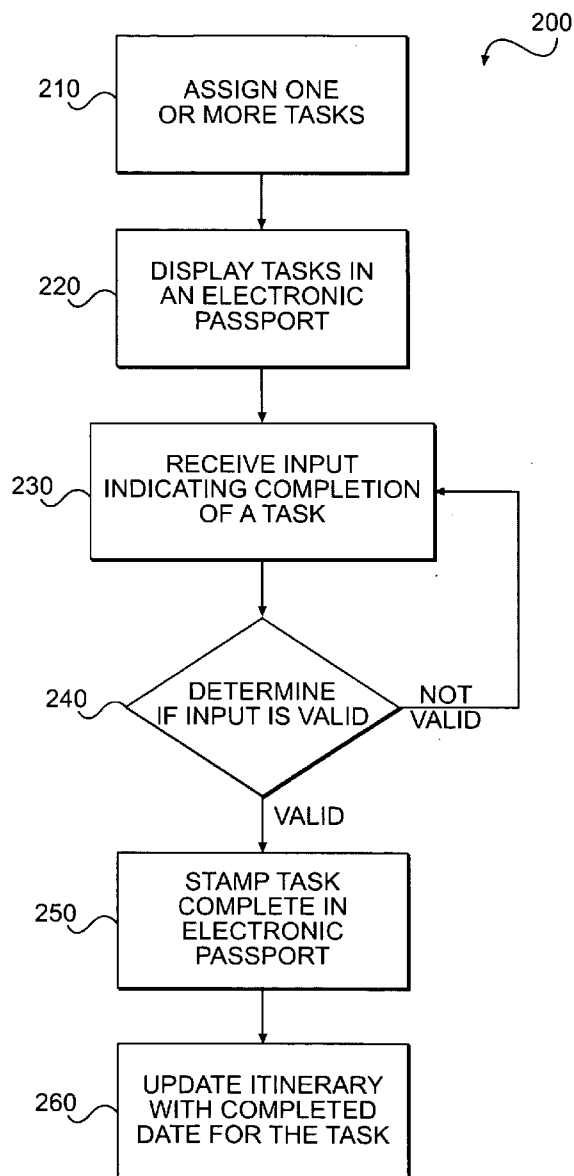 200
210
ASSIGN ONE
OR MORE TASKS
220
DISPLAY TASKS IN
AN ELECTRONIC
PASSPORT
230
RECEIVE INPUT
INDICATING COMPLETION
OF A TASK
240
DETERMINE
IF INPUT IS VALID
NOT
VALID
VALID
250
STAMP TASK
COMPLETE IN
ELECTRONIC
PASSPORT
260
UPDATE ITINERARY
WITH COMPLETED
DATE FOR THE TASK